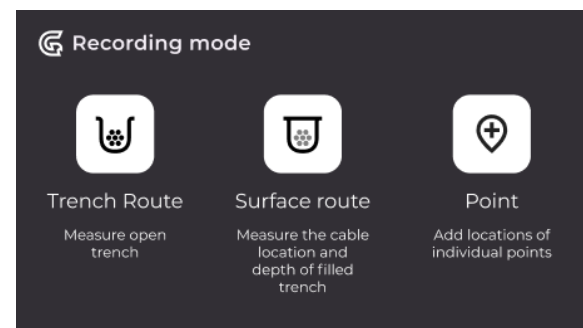 Recording mode
Trench Route
Measure open
trench
Surface route
Measure the cable
location and
depth of filled
trench
Point
Add locations of
individual points